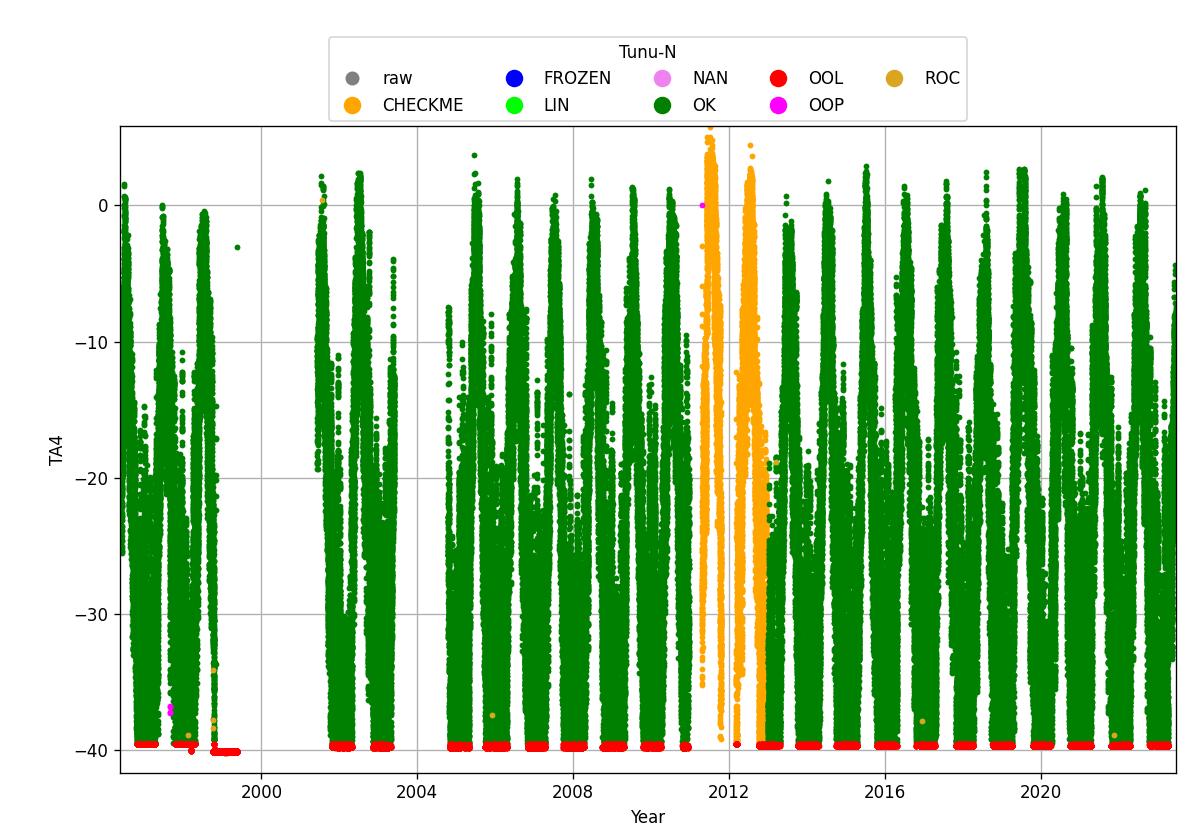 Tunu-N
raw FROZEN NAN OOL ROC
CHECKME LIN OK OOP
0
−10
−20
−30
−40
TA4
2000 2004 2008 2012 2016 2020
Year